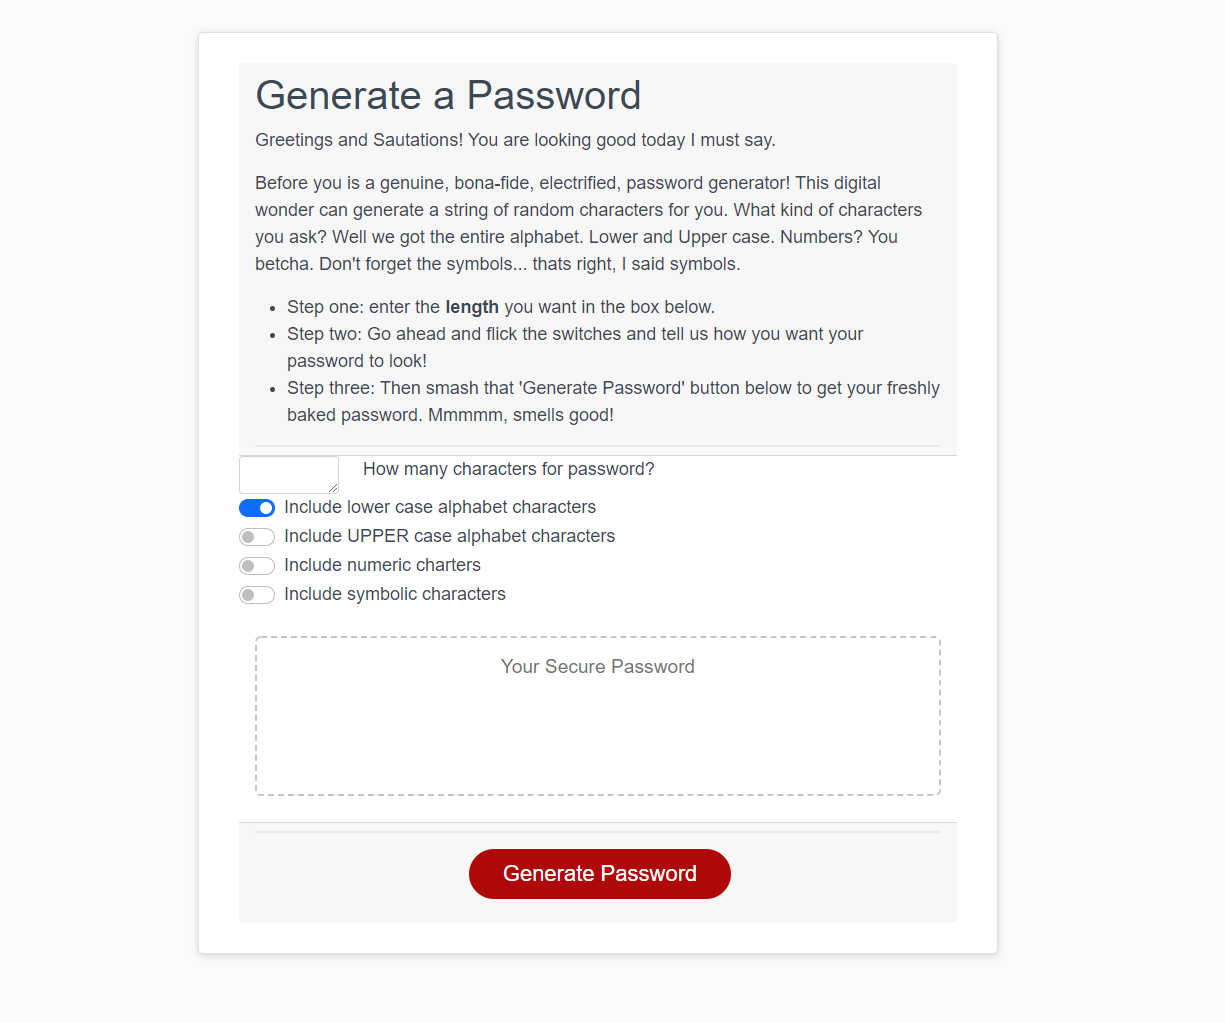 Generate a Password
Greetings and Sautations! You are looking good today I must say.
Before you is a genuine, bona-fide, electrified, password generator! This digital
wonder can generate a string of random characters for you. What kind of characters
you ask? Well we got the entire alphabet. Lower and Upper case. Numbers? You
betcha. Don't forget the symbols... thats right, I said symbols.
• Step one: enter the length you want in the box below.
• Step two: Go ahead and flick the switches and tell us how you want your
password to look!
• Step three: Then smash that 'Generate Password' button below to get your freshly
baked password. Mmmmm, smells good!
How many characters for password?
Include lower case alphabet characters
Include UPPER case alphabet characters
Include numeric charters
Include symbolic characters
Your Secure Password
Generate Password